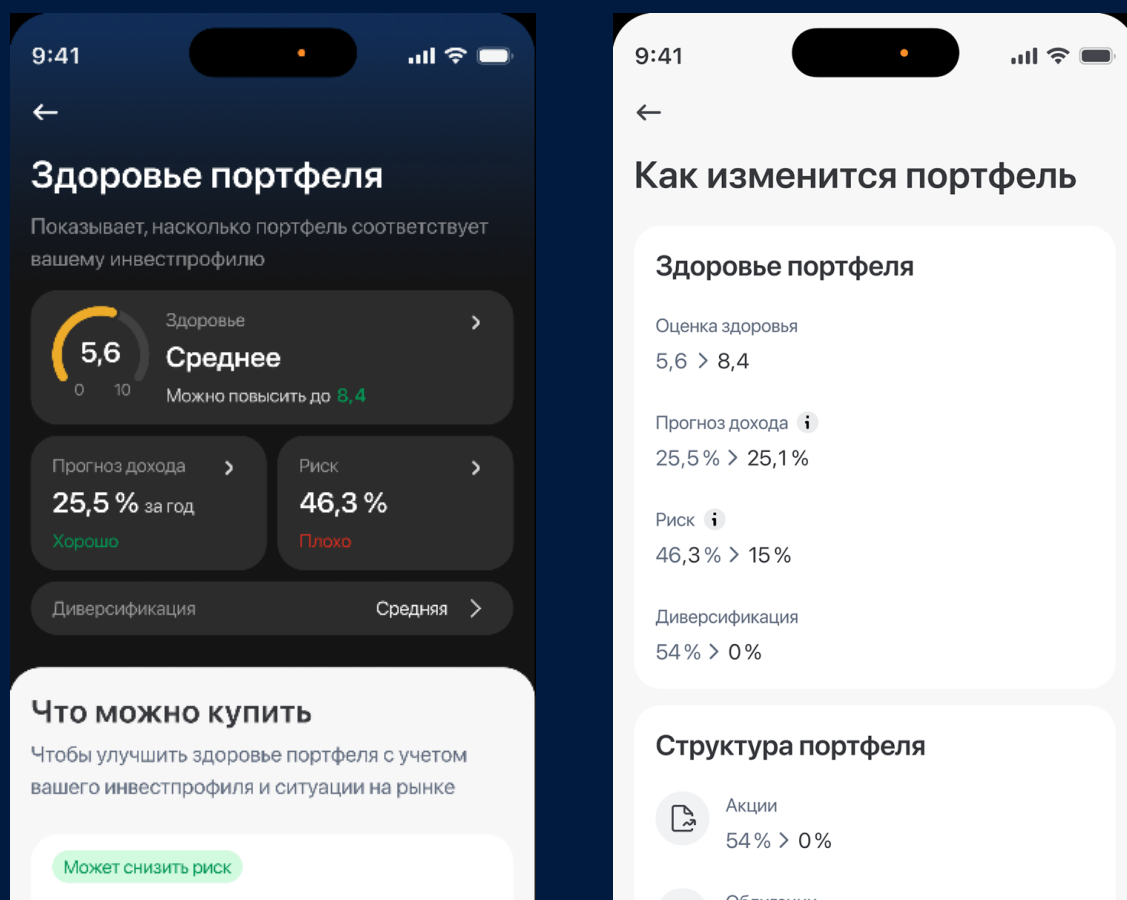 9:41
Здоровье портфеля
Показывает, насколько портфель соответствует
вашему инвестпрофилю
5,6
0 10
Здоровье
Среднее
Можно повысить до 8,4
Прогноз дохода
25,5 % за год
Хорошо
Риск
46,3 %
Плохо
Диверсификация Средняя
Что можно купить
Чтобы улучшить здоровье портфеля с учетом
вашего инвестпрофиля и ситуации на рынке
Может снизить риск
9:41
Как изменится портфель
Здоровье портфеля
Оценка здоровья
5,6 > 8,4
Прогноз дохода i
25,5 % > 25,1 %
Риск i
46,3 % > 15 %
Диверсификация
54 % > 0 %
Структура портфеля
Акции
54 % > 0 %